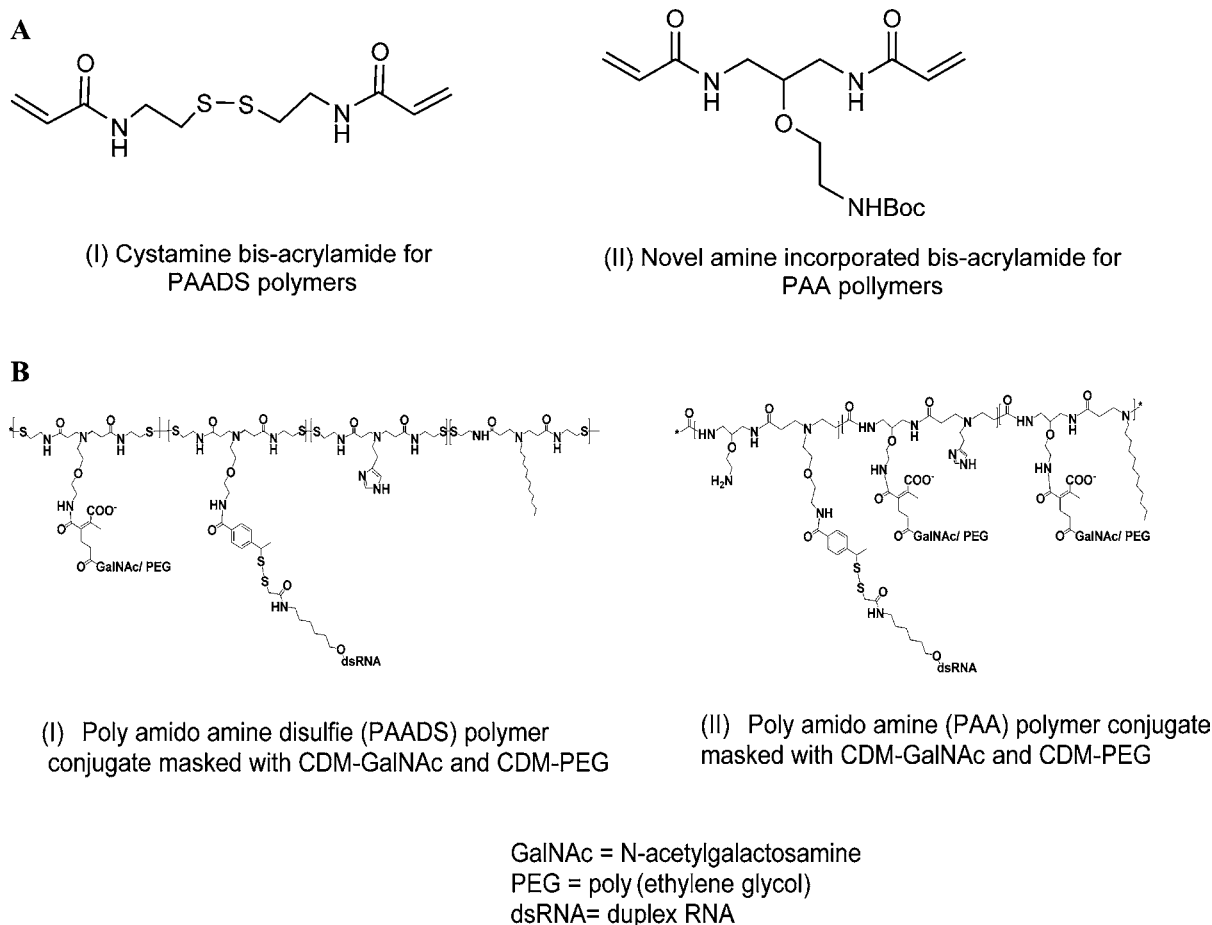 A
O
O
N
H
S
S
N
H
O
O
N
H
N
H
O
NHBoc
(I) Cystamine bis-acrylamide for
PAADS polymers
(II) Novel amine incorporated bis-acrylamide for
PAA pollymers
B
(I) Poly amido amine disulfie (PAADS) polymer
conjugate masked with CDM-GalNAc and CDM-PEG
COO-
GalNAc/ PEG
dsRNA
(II) Poly amido amine (PAA) polymer conjugate
masked with CDM-GalNAc and CDM-PEG
H2N
COO-
GalNAc/ PEG
COO-
GalNAc/ PEG
dsRNA
GalNAc = N-acetylgalactosamine
PEG = poly (ethylene glycol)
dsRNA= duplex RNA